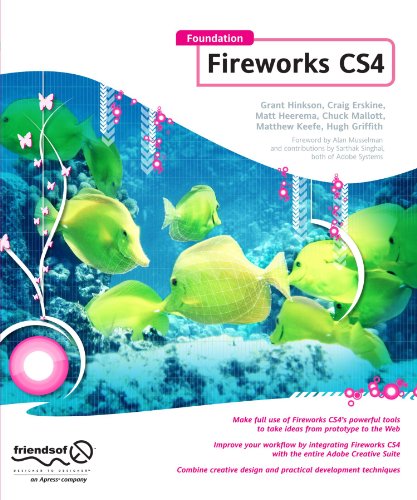 Foundation
Fireworks CS4
Grant Hinkson, Craig Erskine,
Matt Heerema, Chuck Mallott,
Matthew Keefe, Hugh Griffith
Foreword by Alan Musselman
and contributions by Sarthak Singhal,
both of Adobe Systems
Make full use of Fireworks CS4's powerful tools
to take ideas from prototype to the Web
Improve your workflow by integrating Fireworks CS4
with the entire Adobe Creative Suite
Combine creative design and practical development techniques
friendsof
DESIGNER TO DESIGNER®
an Apress® company